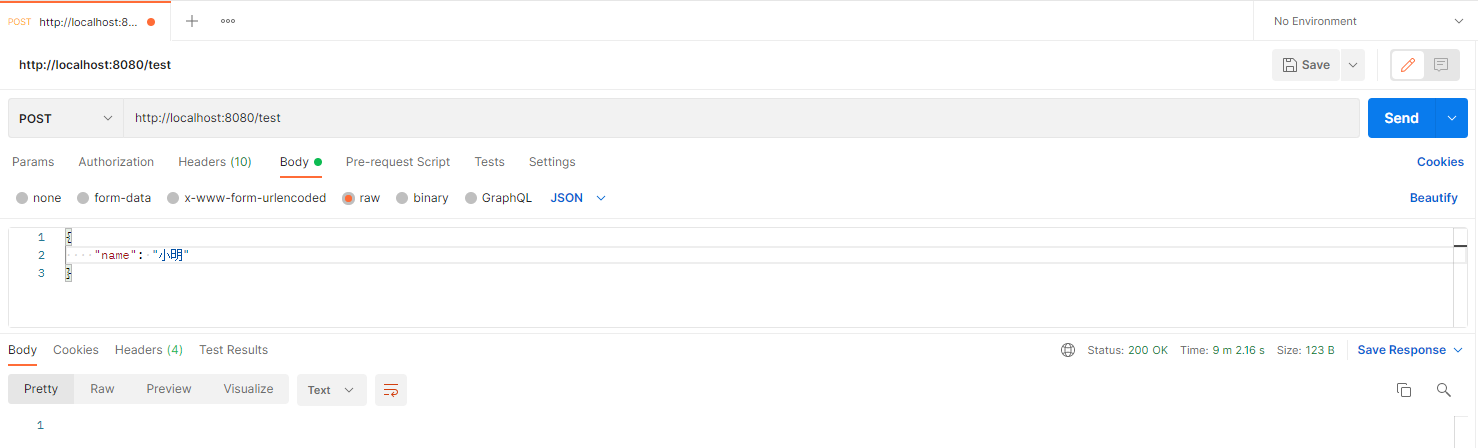 POST http://localhost:8... No Environment
http://localhost:8080/test Save
POST http://localhost:8080/test Send
Params Authorization Headers (10) Body Pre-request Script Tests Settings Cookies
none form-data x-www-form-urlencoded raw binary GraphQL JSON Beautify
1 {
2 "name": "小明"
3 }
Body Cookies Headers (4) Test Results Status: 200 OK Time: 9 m 2.16 s Size: 123 B Save Response
Pretty Raw Preview Visualize Text
1